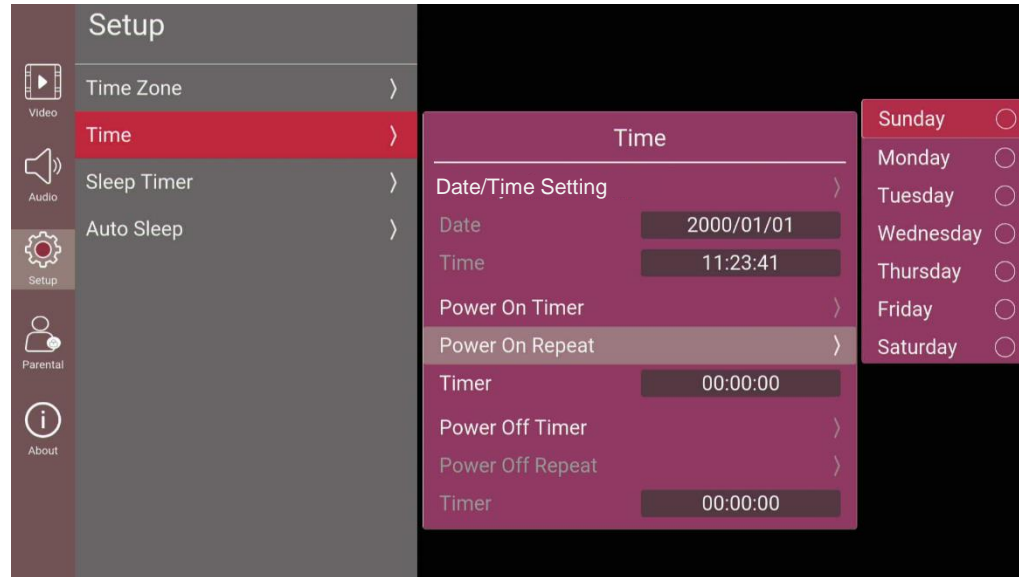 Setup
Video
Audio
Setup
Parental
About
Time Zone
Time
Sleep Timer
Auto Sleep
Time
Date/Time Setting
Date 2000/01/01
Time 11:23:41
Power On Timer
Power On Repeat
Timer 00:00:00
Power Off Timer
Power Off Repeat
Timer 00:00:00
Sunday
Monday
Tuesday
Wednesday
Thursday
Friday
Saturday